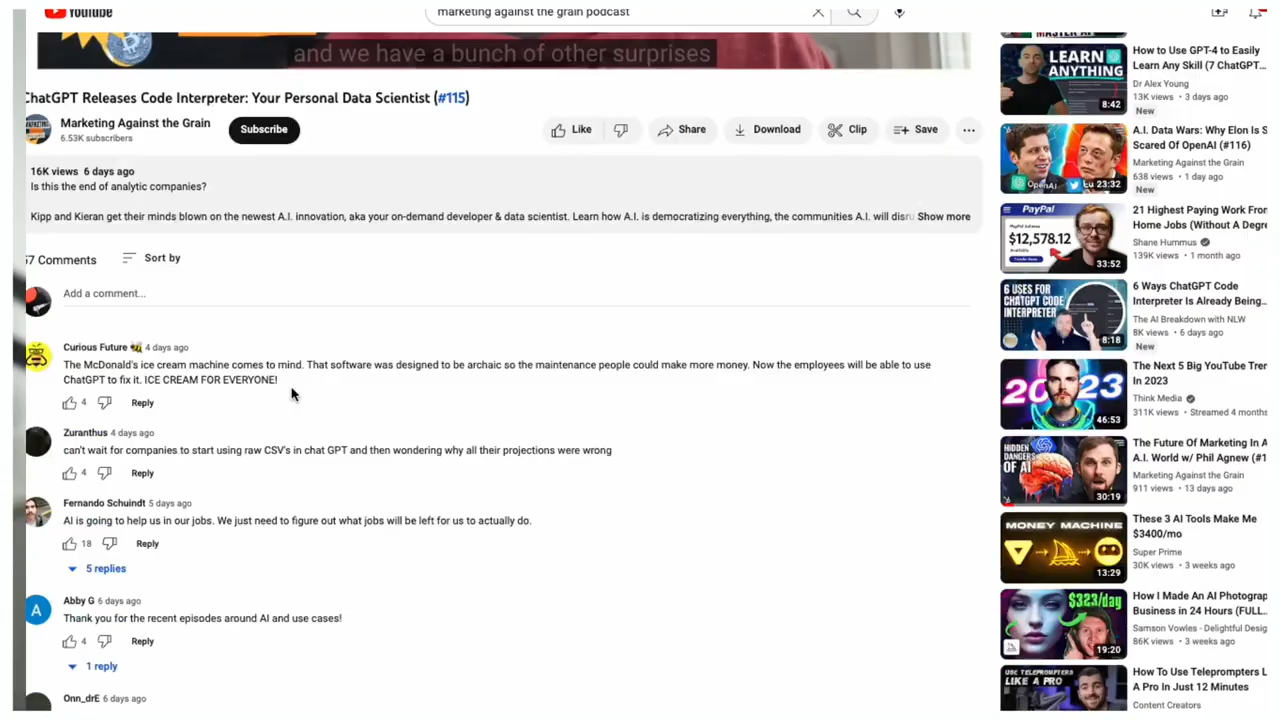 YouTube
marketing against the grain podcast
and we have a bunch of other surprises
ChatGPT Releases Code Interpreter: Your Personal Data Scientist (#115)
Marketing Against the Grain
6.53K subscribers
Subscribe
Like
Share
Download
Clip
Save
16K views 6 days ago
Is this the end of analytic companies?
Kipp and Kieran get their minds blown on the newest A.I. innovation, aka your on-demand developer & data scientist. Learn how A.I. is democratizing everything, the communities A.I. will disru Show more
7 Comments
Sort by
Add a comment...
Curious Future 4 days ago
The McDonald's ice cream machine comes to mind. That software was designed to be archaic so the maintenance people could make more money. Now the employees will be able to use
ChatGPT to fix it. ICE CREAM FOR EVERYONE!
4 Reply
Zuranthus 4 days ago
can't wait for companies to start using raw CSV's in chat GPT and then wondering why all their projections were wrong
4 Reply
Fernando Schuindt 5 days ago
AI is going to help us in our jobs. We just need to figure out what jobs will be left for us to actually do.
18 Reply
5 replies
A
Abby G 6 days ago
Thank you for the recent episodes around AI and use cases!
4 Reply
1 reply
Onn_drE 6 days ago
MASTER AI
LEARN
ANYTHING
8:42
How to Use GPT-4 to Easily
Learn Any Skill (7 ChatGPT...
Dr Alex Young
13K views • 3 days ago
New
OpenAI
23:32
A.I. Data Wars: Why Elon Is S
Scared Of OpenAI (#116)
Marketing Against the Grain
638 views • 1 day ago
New
PayPal
$12,578.12
33:52
21 Highest Paying Work From
Home Jobs (Without A Degre
Shane Hummus
139K views • 1 month ago
6 USES FOR
CHATGPT CODE
INTERPRETER
8:18
6 Ways ChatGPT Code
Interpreter Is Already Being...
The AI Breakdown with NLW
8K views • 6 days ago
New
2023
46:53
The Next 5 Big YouTube Tren
In 2023
Think Media
311K views • Streamed 4 months
HIDDEN
DANGERS
OF AI
30:19
The Future Of Marketing In A
A.I. World w/ Phil Agnew (#1
Marketing Against the Grain
911 views • 13 days ago
MONEY MACHINE
13:29
These 3 AI Tools Make Me
$3400/mo
Super Prime
30K views • 3 weeks ago
$323/day
19:20
How I Made An AI Photograp
Business in 24 Hours (FULL...
Samson Vowles - Delightful Desig
86K views • 3 weeks ago
USE TELEPROMPTERS
LIKE A PRO
How To Use Teleprompters L
A Pro In Just 12 Minutes
Content Creators